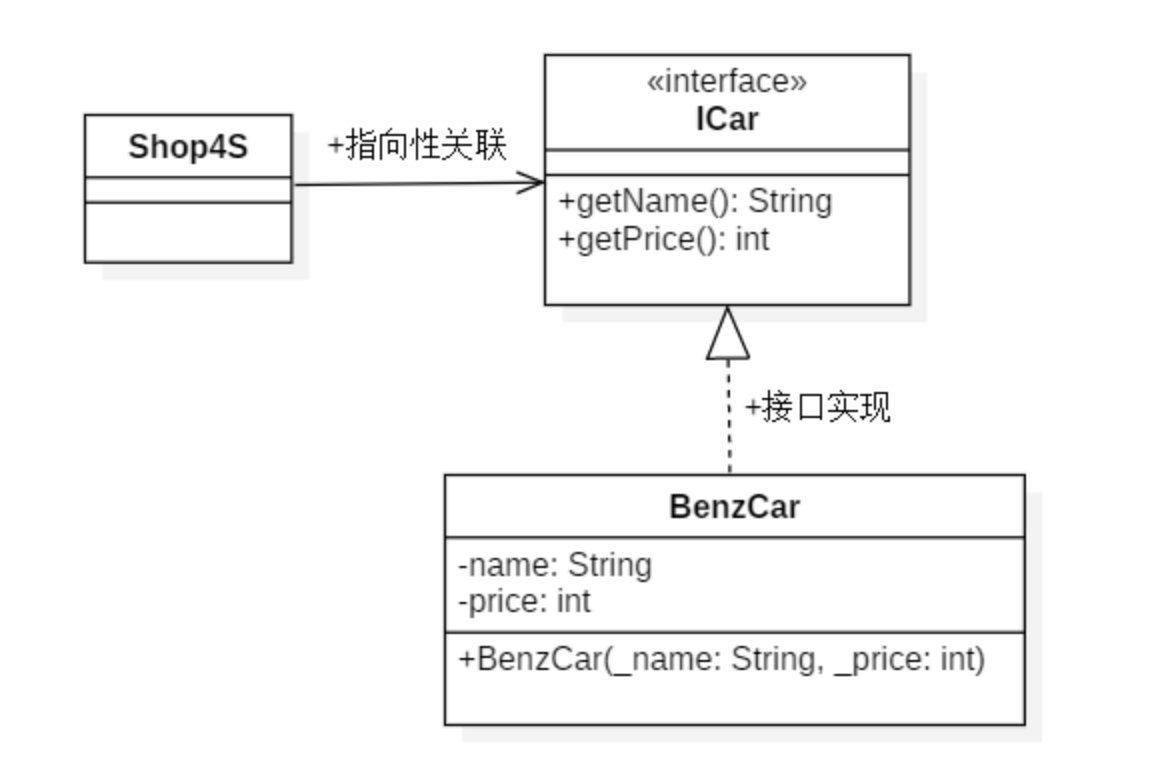 Shop4S
+指向性关联
«interface»
ICar
+getName(): String
+getPrice(): int
+接口实现
BenzCar
-name: String
-price: int
+BenzCar(_name: String, _price: int)